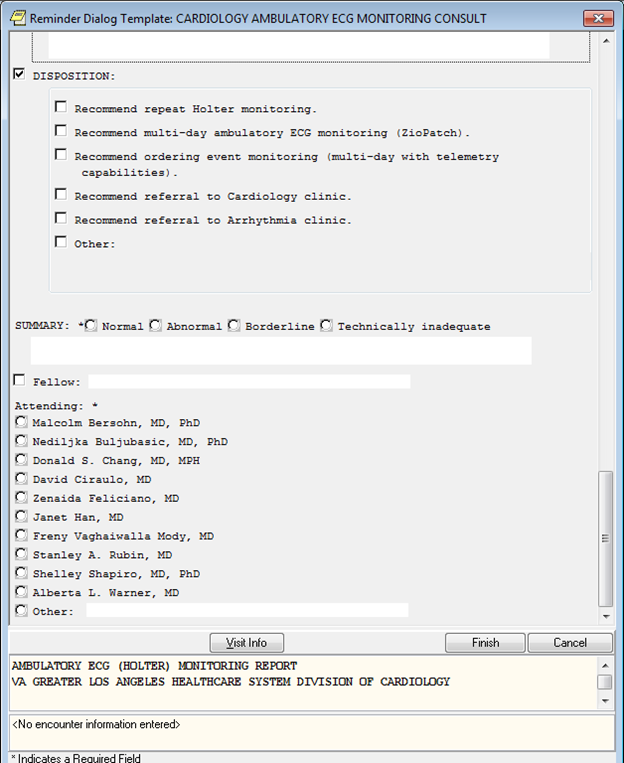 Reminder Dialog Template: CARDIOLOGY AMBULATORY ECG MONITORING CONSULT
DISPOSITION:
Recommend repeat Holter monitoring.
Recommend multi-day ambulatory ECG monitoring (ZioPatch).
Recommend ordering event monitoring (multi-day with telemetry
capabilities).
Recommend referral to Cardiology clinic.
Recommend referral to Arrhythmia clinic.
Other:
SUMMARY: * Normal Abnormal Borderline Technically inadequate
Fellow:
Attending: *
Malcolm Bersohn, MD, PhD
Nediljka Buljubasic, MD, PhD
Donald S. Chang, MD, MPH
David Ciraulo, MD
Zenaida Feliciano, MD
Janet Han, MD
Freny Vaghaiwalla Mody, MD
Stanley A. Rubin, MD
Shelley Shapiro, MD, PhD
Alberta L. Warner, MD
Other:
Visit Info Finish Cancel
AMBULATORY ECG (HOLTER) MONITORING REPORT
VA GREATER LOS ANGELES HEALTHCARE SYSTEM DIVISION OF CARDIOLOGY
<No encounter information entered>
* Indicates a Required Field